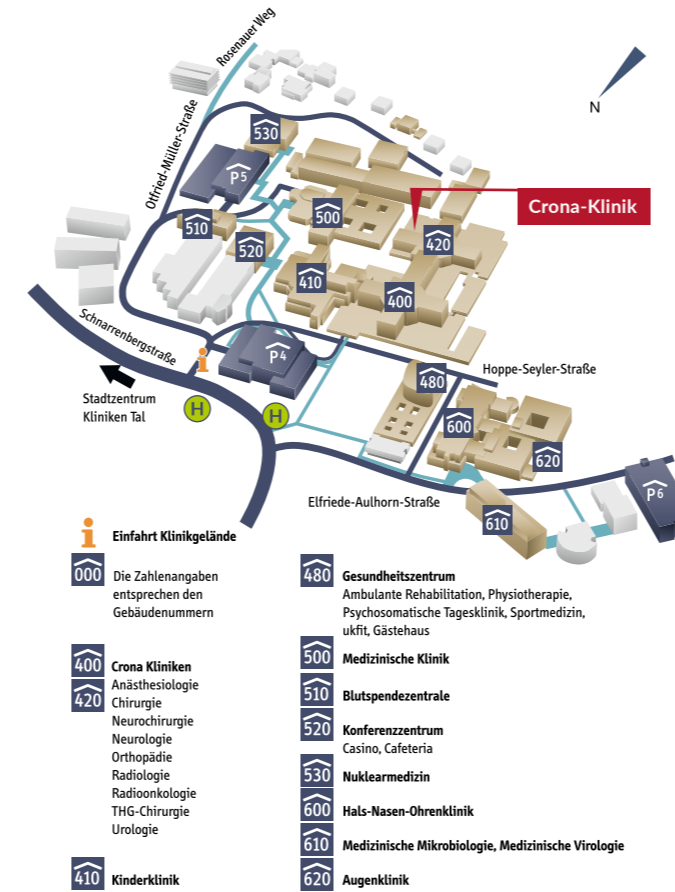 Rosenauer Weg
Otfried-Müller-Straße
N
530
P5
Crona-Klinik
510
500
520
420
410
400
Schnarrenbergstraße
P4
i
480
Hoppe-Seyler-Straße
Stadtzentrum
Kliniken Tal
H
H
600
620
P6
Elfriede-Aulhorn-Straße
610
i Einfahrt Klinikgelände
000 Die Zahlenangaben
entsprechen den
Gebäudenummern
400 Crona Kliniken
420 Anästhesiologie
Chirurgie
Neurochirurgie
Neurologie
Orthopädie
Radiologie
Radioonkologie
THG-Chirurgie
Urologie
410 Kinderklinik
480 Gesundheitszentrum
Ambulante Rehabilitation, Physiotherapie,
Psychosomatische Tagesklinik, Sportmedizin,
ukfit, Gästehaus
500 Medizinische Klinik
510 Blutspendezentrale
520 Konferenzzentrum
Casino, Cafeteria
530 Nuklearmedizin
600 Hals-Nasen-Ohrenklinik
610 Medizinische Mikrobiologie, Medizinische Virologie
620 Augenklinik